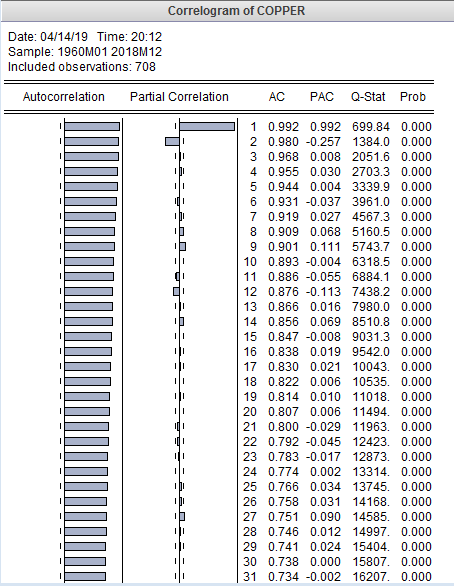 Correlogram of COPPER
Date: 04/14/19 Time: 20:12
Sample: 1960M01 2018M12
Included observations: 708
Autocorrelation Partial Correlation AC PAC Q-Stat Prob
1 0.992 0.992 699.84 0.000
2 0.980 -0.257 1384.0 0.000
3 0.968 0.008 2051.6 0.000
4 0.955 0.030 2703.3 0.000
5 0.944 0.004 3339.9 0.000
6 0.931 -0.037 3961.0 0.000
7 0.919 0.027 4567.3 0.000
8 0.909 0.068 5160.5 0.000
9 0.901 0.111 5743.7 0.000
10 0.893 -0.004 6318.5 0.000
11 0.886 -0.055 6884.1 0.000
12 0.876 -0.113 7438.2 0.000
13 0.866 0.016 7980.0 0.000
14 0.856 0.069 8510.8 0.000
15 0.847 -0.008 9031.3 0.000
16 0.838 0.019 9542.0 0.000
17 0.830 0.021 10043. 0.000
18 0.822 0.006 10535. 0.000
19 0.814 0.010 11018. 0.000
20 0.807 0.006 11494. 0.000
21 0.800 -0.029 11963. 0.000
22 0.792 -0.045 12423. 0.000
23 0.783 -0.017 12873. 0.000
24 0.774 0.002 13314. 0.000
25 0.766 0.034 13745. 0.000
26 0.758 0.031 14168. 0.000
27 0.751 0.090 14585. 0.000
28 0.746 0.012 14997. 0.000
29 0.741 0.024 15404. 0.000
30 0.738 0.000 15807. 0.000
31 0.734 -0.002 16207. 0.000